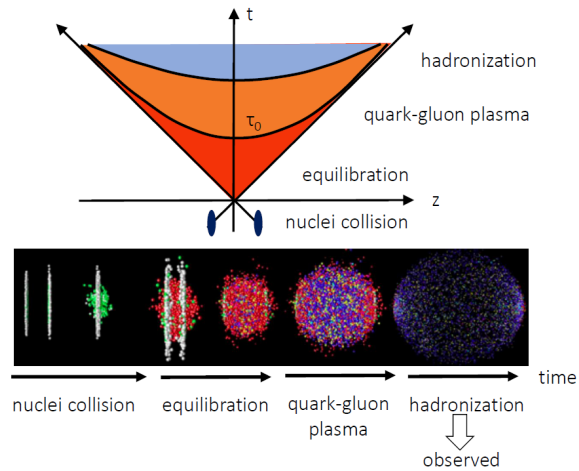 t
hadronization
quark-gluon plasma
τ0
equilibration
z
nuclei collision
time
nuclei collision
equilibration
quark-gluon
plasma
hadronization
observed